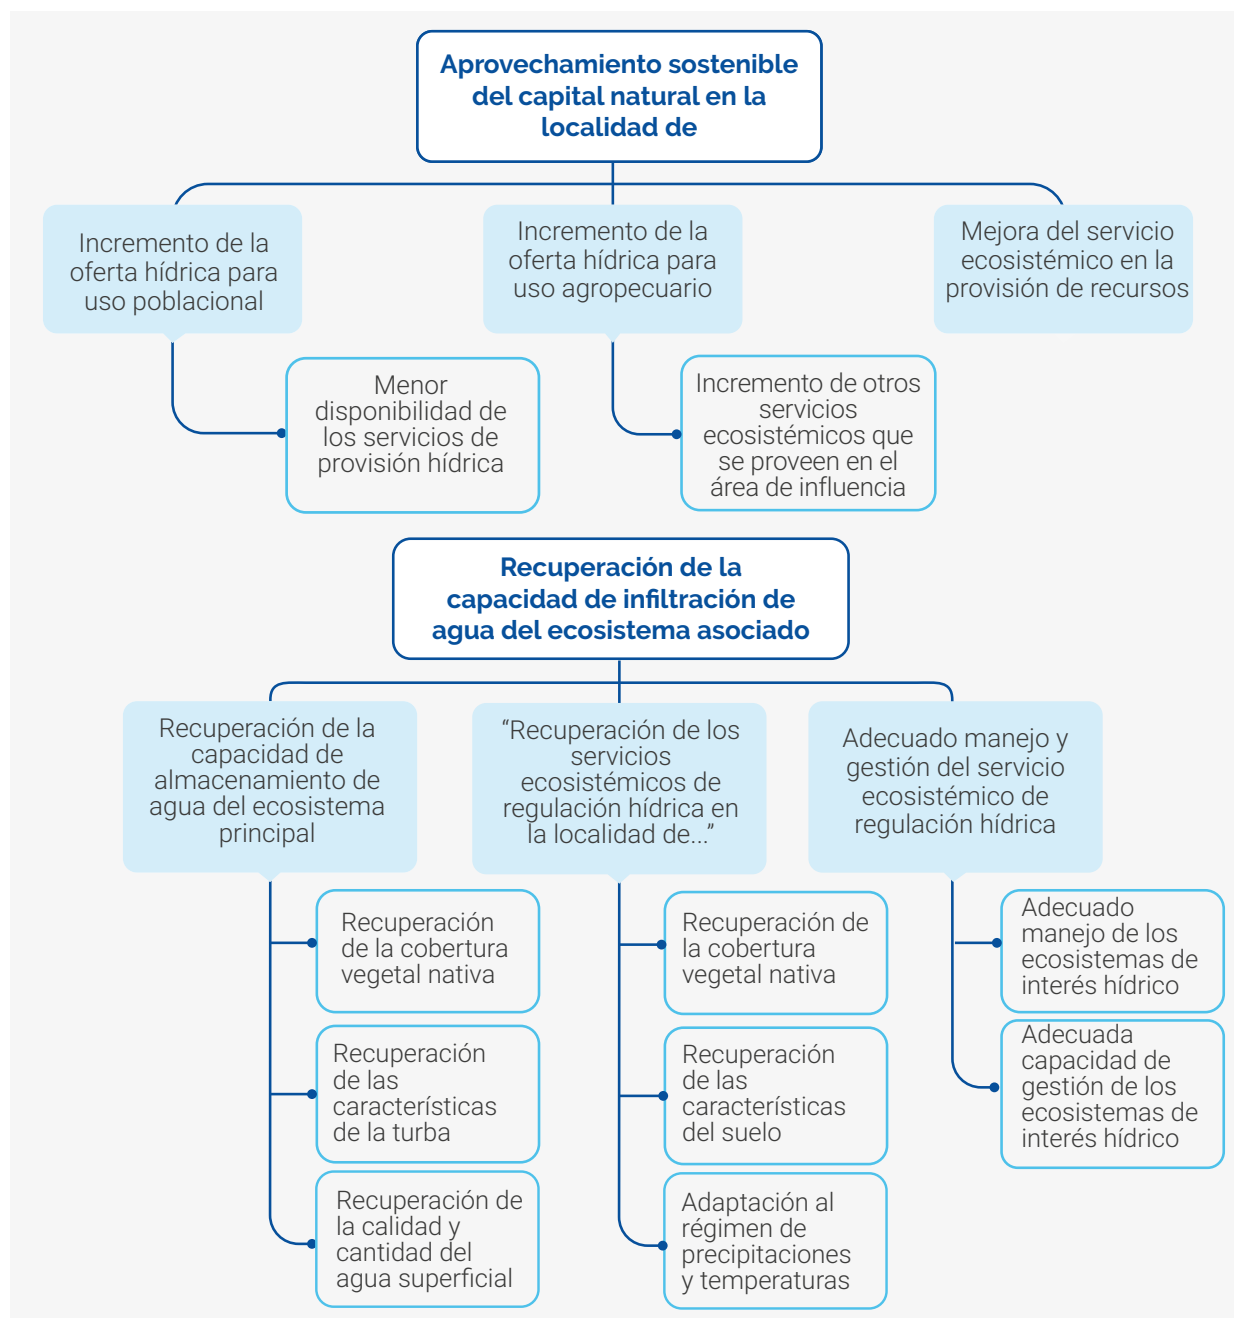 Aprovechamiento sostenible
del capital natural en la
localidad de
Incremento de la
oferta hídrica para
uso poblacional
Incremento de la
oferta hídrica para
uso agropecuario
Mejora del servicio
ecosistémico en la
provisión de recursos
Menor
disponibilidad de
los servicios de
provisión hídrica
Incremento de otros
servicios
ecosistémicos que
se proveen en el
área de influencia
Recuperación de la
capacidad de infiltración de
agua del ecosistema asociado
Recuperación de la
capacidad de
almacenamiento de
agua del ecosistema
principal
“Recuperación de los
servicios
ecosistémicos de
regulación hídrica en
la localidad de...”
Adecuado manejo y
gestión del servicio
ecosistémico de
regulación hídrica
Recuperación
de la cobertura
vegetal nativa
Recuperación
de las
características
de la turba
Recuperación de
la calidad y
cantidad del
agua superficial
Recuperación de
la cobertura
vegetal nativa
Recuperación
de las
características
del suelo
Adaptación al
régimen de
precipitaciones
y temperaturas
Adecuado
manejo de los
ecosistemas de
interés hídrico
Adecuada
capacidad de
gestión de los
ecosistemas de
interés hídrico